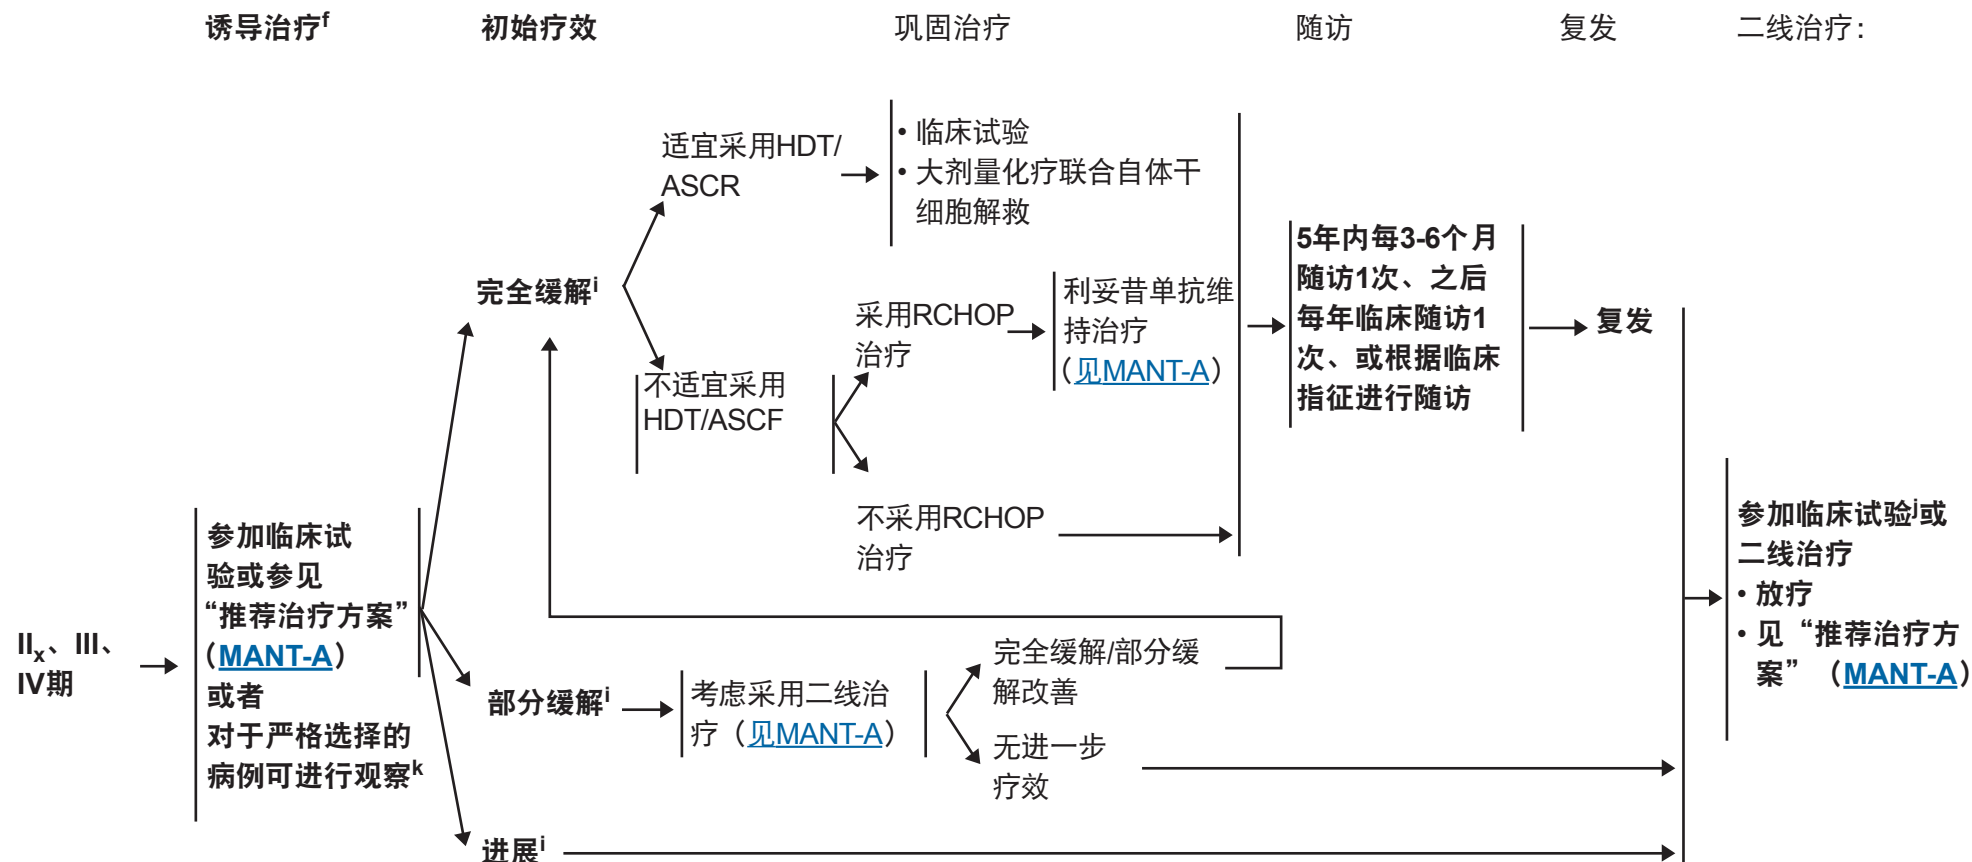 诱导治疗f
初始疗效
巩固治疗
随访
复发
二线治疗：
适宜采用HDT/
ASCR
• 临床试验
• 大剂量化疗联合自体干
细胞解救
完全缓解i
不适宜采用
HDT/ASCF
采用RCHOP
治疗
利妥昔单抗维
持治疗
（见MANT-A）
不采用RCHOP
治疗
5年内每3-6个月
随访1次、之后
每年临床随访1
次、或根据临床
指征进行随访
复发
IIx、III、
IV期
参加临床试
验或参见
“推荐治疗方案”
（MANT-A）
或者
对于严格选择的
病例可进行观察k
部分缓解i
考虑采用二线治
疗（见MANT-A）
完全缓解/部分缓
解改善
无进一步
疗效
进展i
参加临床试验j或
二线治疗
• 放疗
• 见“推荐治疗方
案”（MANT-A）